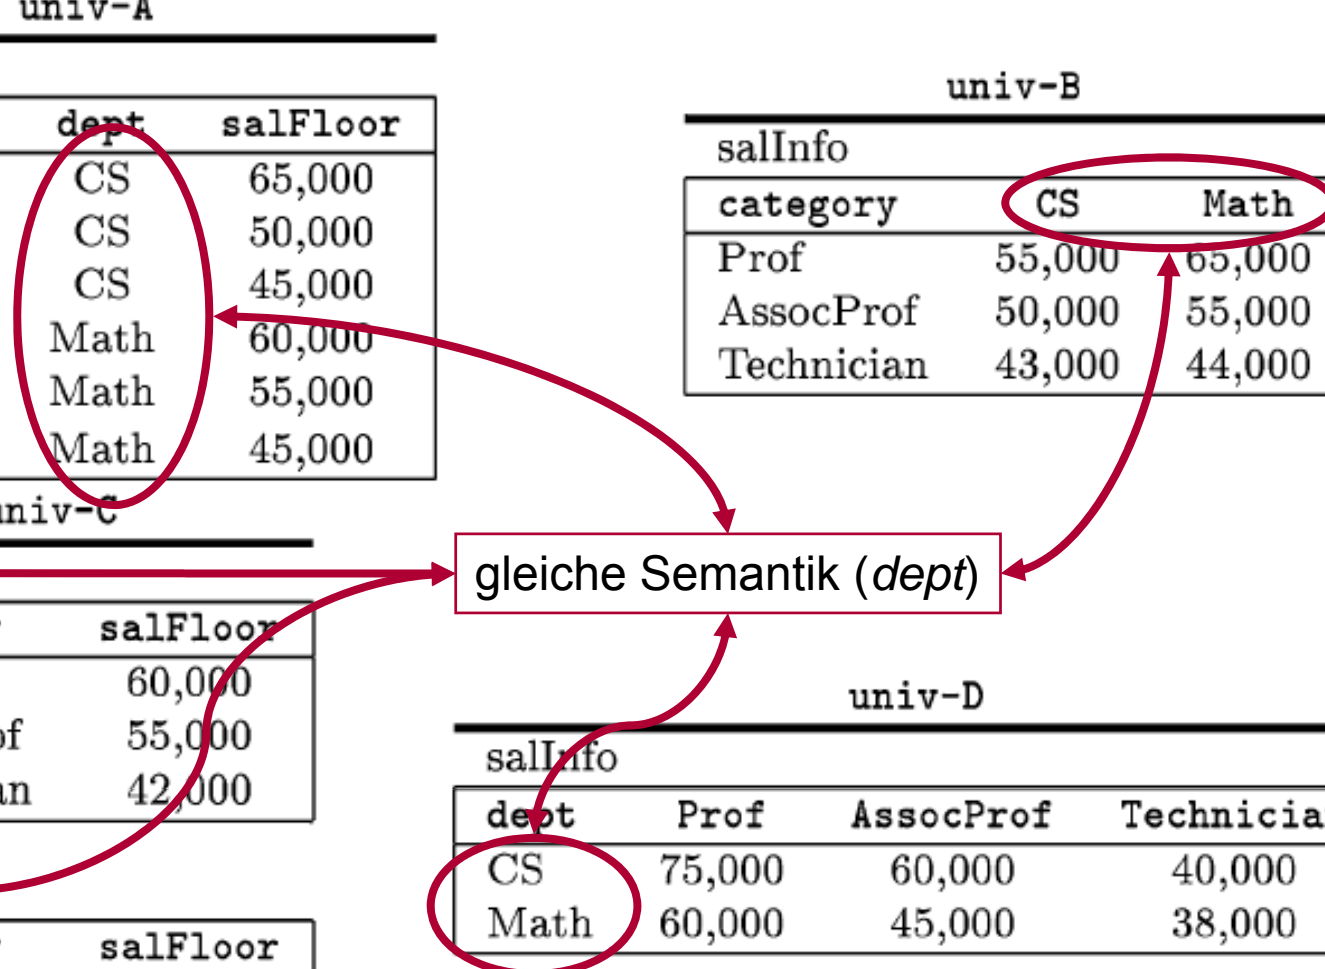 univ-A
dept salFloor
CS 65,000
CS 50,000
CS 45,000
Math 60,000
Math 55,000
Math 45,000
univ-B
salInfo
category CS Math
Prof 55,000 65,000
AssocProf 50,000 55,000
Technician 43,000 44,000
univ-C
salFloor
60,000
55,000
42,000
salFloor
gleiche Semantik (dept)
univ-D
salInfo
dept Prof AssocProf
CS 75,000 60,000 40,000
Math 60,000 45,000 38,000